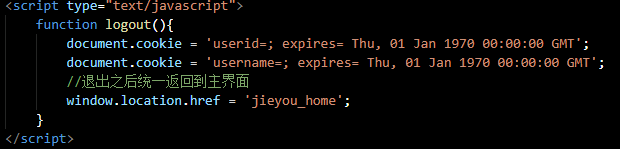 <script type="text/javascript">
    function logout(){
        document.cookie = 'userid=; expires= Thu, 01 Jan 1970 00:00:00 GMT';
        document.cookie = 'username=; expires= Thu, 01 Jan 1970 00:00:00 GMT';
        //退出之后统一返回到主界面
        window.location.href = 'jieyou_home';
    }
</script>